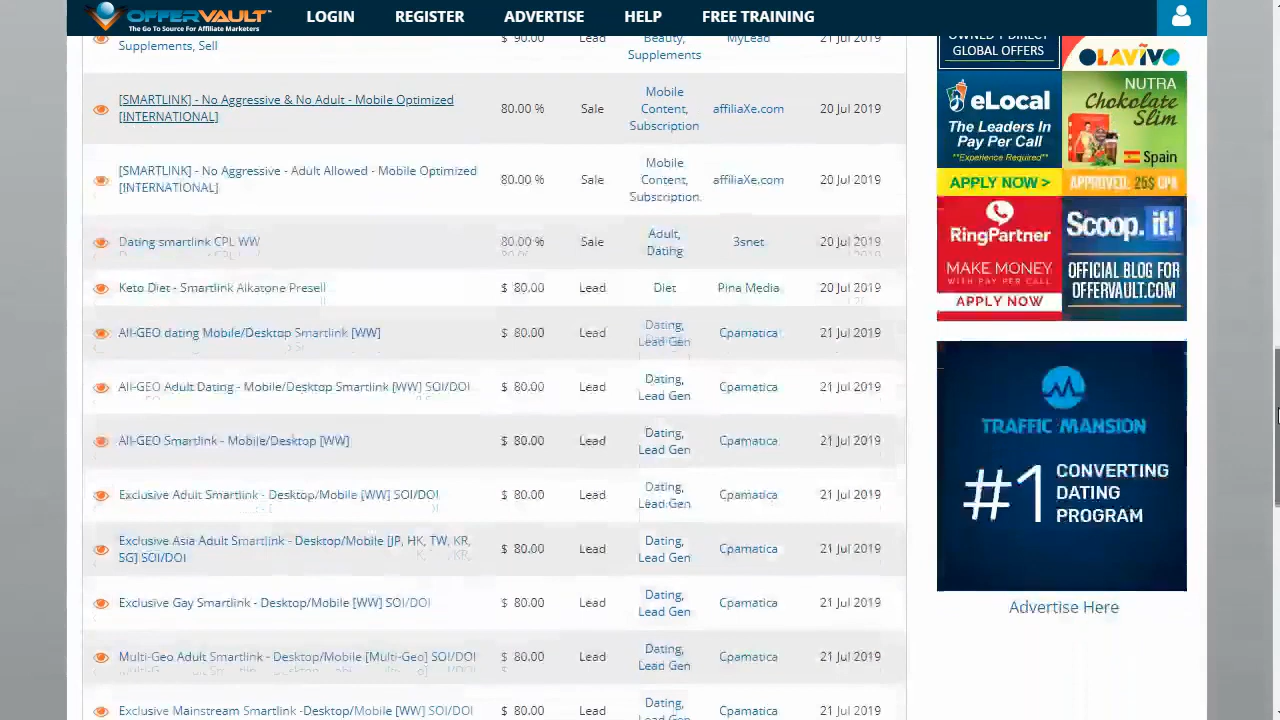 OFFERVAULT™
The Go To Source For Affiliate Marketers
LOGIN
REGISTER
ADVERTISE
HELP
FREE TRAINING
Supplements, Sell
$ 90.00
Lead
Beauty,
Supplements
MyLead
21 Jul 2019
[SMARTLINK] - No Aggressive & No Adult - Mobile Optimized
[INTERNATIONAL]
80.00 %
Sale
Mobile
Content,
Subscription
affiliaXe.com
20 Jul 2019
[SMARTLINK] - No Aggressive - Adult Allowed - Mobile Optimized
[INTERNATIONAL]
80.00 %
Sale
Mobile
Content,
Subscription
affiliaXe.com
20 Jul 2019
Dating smartlink CPL WW
80.00 %
Sale
Adult,
Dating
3snet
20 Jul 2019
Keto Diet - Smartlink Alkatone Presell
$ 80.00
Lead
Diet
Pina Media
20 Jul 2019
All-GEO dating Mobile/Desktop Smartlink [WW]
$ 80.00
Lead
Dating,
Lead Gen
Cpamatica
21 Jul 2019
All-GEO Adult Dating - Mobile/Desktop Smartlink [WW] SOI/DOI
$ 80.00
Lead
Dating,
Lead Gen
Cpamatica
21 Jul 2019
All-GEO Smartlink - Mobile/Desktop [WW]
$ 80.00
Lead
Dating,
Lead Gen
Cpamatica
21 Jul 2019
Exclusive Adult Smartlink - Desktop/Mobile [WW] SOI/DOI
$ 80.00
Lead
Dating,
Lead Gen
Cpamatica
21 Jul 2019
Exclusive Asia Adult Smartlink - Desktop/Mobile [JP, HK, TW, KR,
SG] SOI/DOI
$ 80.00
Lead
Dating,
Lead Gen
Cpamatica
21 Jul 2019
Exclusive Gay Smartlink - Desktop/Mobile [WW] SOI/DOI
$ 80.00
Lead
Dating,
Lead Gen
Cpamatica
21 Jul 2019
Multi-Geo Adult Smartlink - Desktop/Mobile [Multi-Geo] SOI/DOI
$ 80.00
Lead
Dating,
Lead Gen
Cpamatica
21 Jul 2019
Exclusive Mainstream Smartlink -Desktop/Mobile [WW] SOI/DOI
$ 80.00
Lead
Dating,
Lead Gen
Cpamatica
21 Jul 2019
OWNED / DIRECT
GLOBAL OFFERS
OLAVIVO
eLocal
The Leaders In
Pay Per Call
**Experience Required**
APPLY NOW >
NUTRA
Chokolate
Slim
Spain
APPROVED: 25$ CPA
RingPartner
MAKE MONEY
WITH PAY PER CALL
APPLY NOW
Scoop.it!
OFFICIAL BLOG FOR
OFFERVAULT.COM
TRAFFIC MANSION
#1 CONVERTING
DATING
PROGRAM
Advertise Here